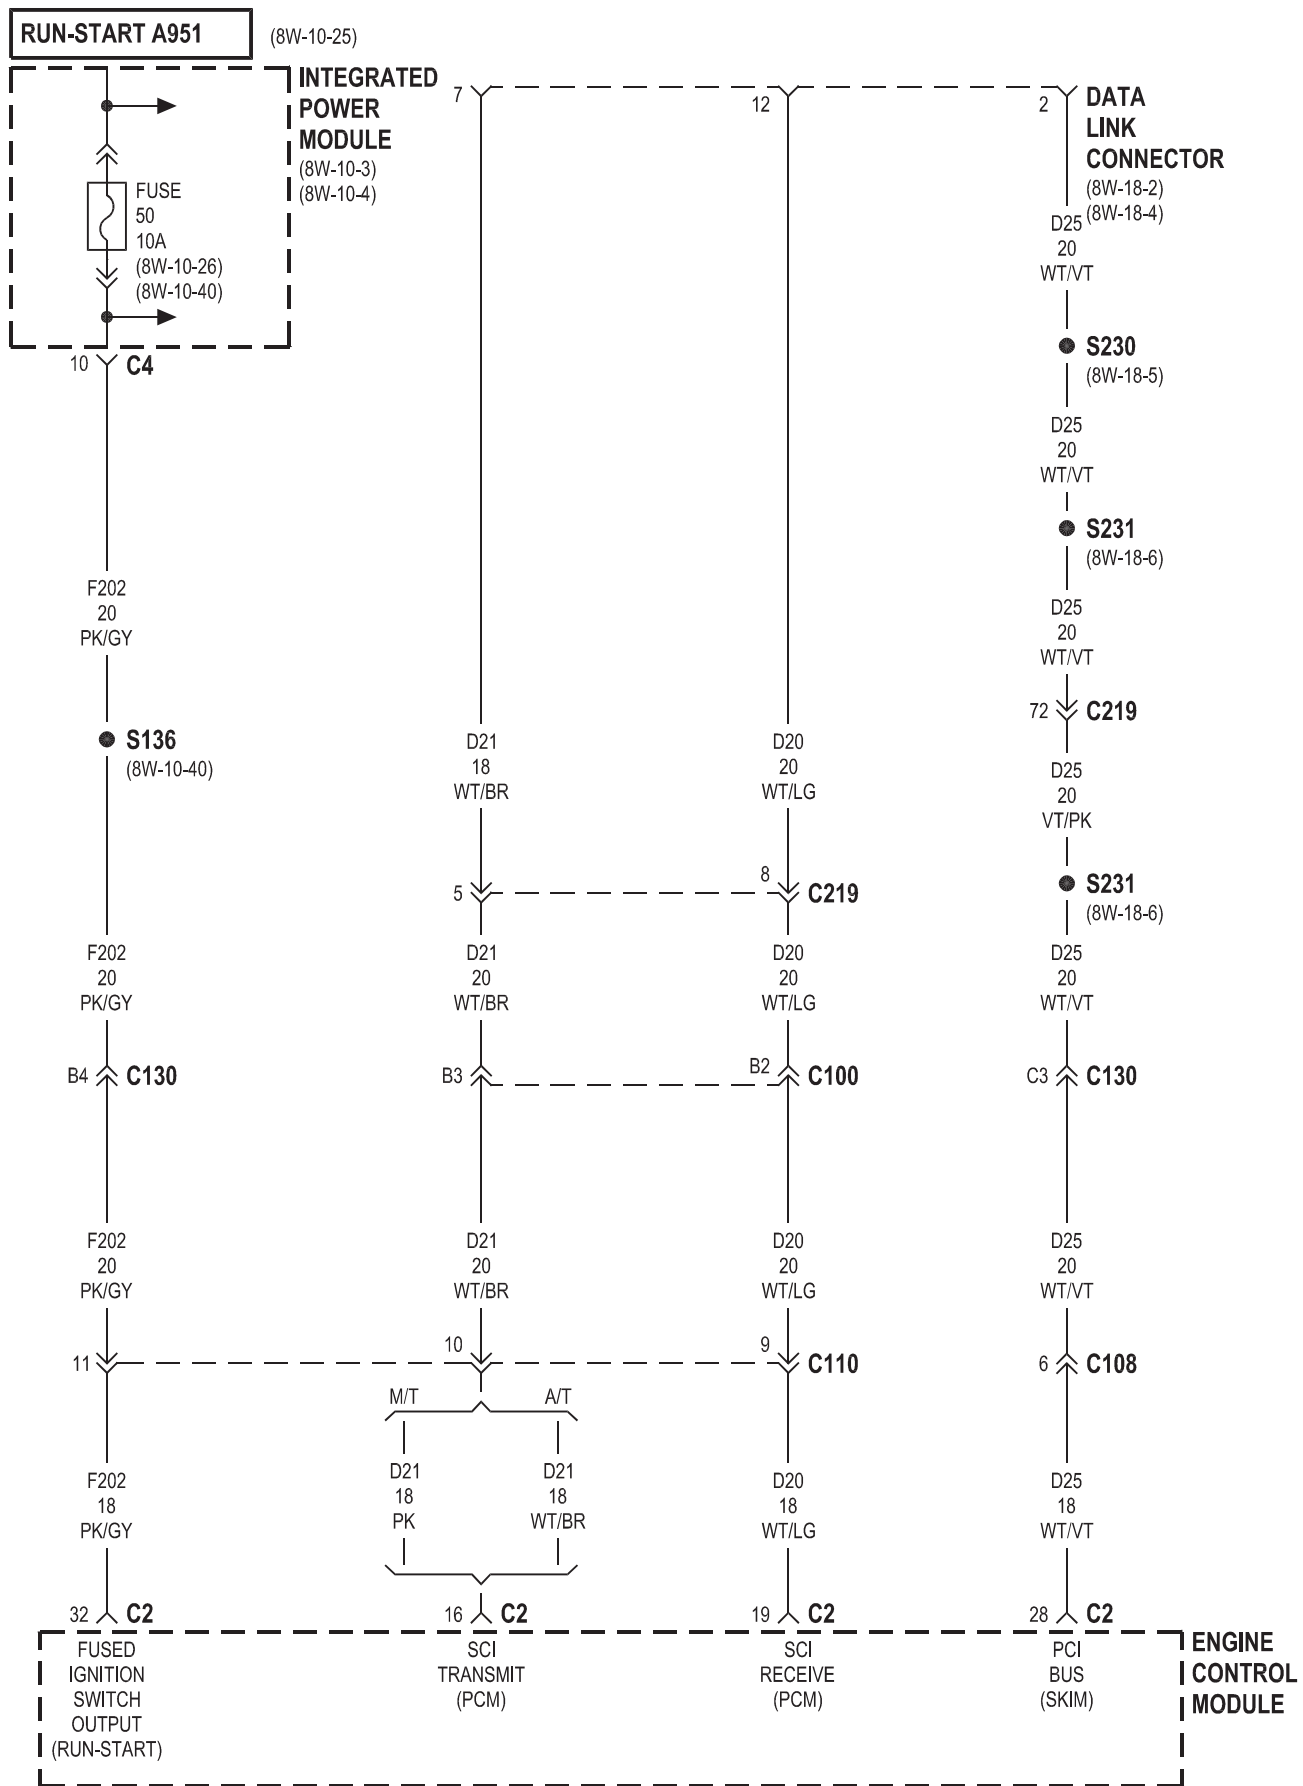 RUN-START A951
(8W-10-25)
INTEGRATED
POWER
MODULE
(8W-10-3)
(8W-10-4)
FUSE
50
10A
(8W-10-26)
(8W-10-40)
10
C4
7
12
2
DATA
LINK
CONNECTOR
(8W-18-2)
(8W-18-4)
D25
20
WT/VT
S230
(8W-18-5)
D25
20
WT/VT
S231
(8W-18-6)
F202
20
PK/GY
D25
20
WT/VT
72
C219
S136
(8W-10-40)
D21
18
WT/BR
D20
20
WT/LG
D25
20
VT/PK
5
8
C219
S231
(8W-18-6)
F202
20
PK/GY
D21
20
WT/BR
D20
20
WT/LG
D25
20
WT/VT
B4
C130
B3
B2
C100
C3
C130
F202
20
PK/GY
D21
20
WT/BR
D20
20
WT/LG
D25
20
WT/VT
11
10
9
C110
6
C108
M/T
A/T
F202
18
PK/GY
D21
18
PK
D21
18
WT/BR
D20
18
WT/LG
D25
18
WT/VT
32
C2
16
C2
19
C2
28
C2
FUSED
IGNITION
SWITCH
OUTPUT
(RUN-START)
SCI
TRANSMIT
(PCM)
SCI
RECEIVE
(PCM)
PCI
BUS
(SKIM)
ENGINE
CONTROL
MODULE